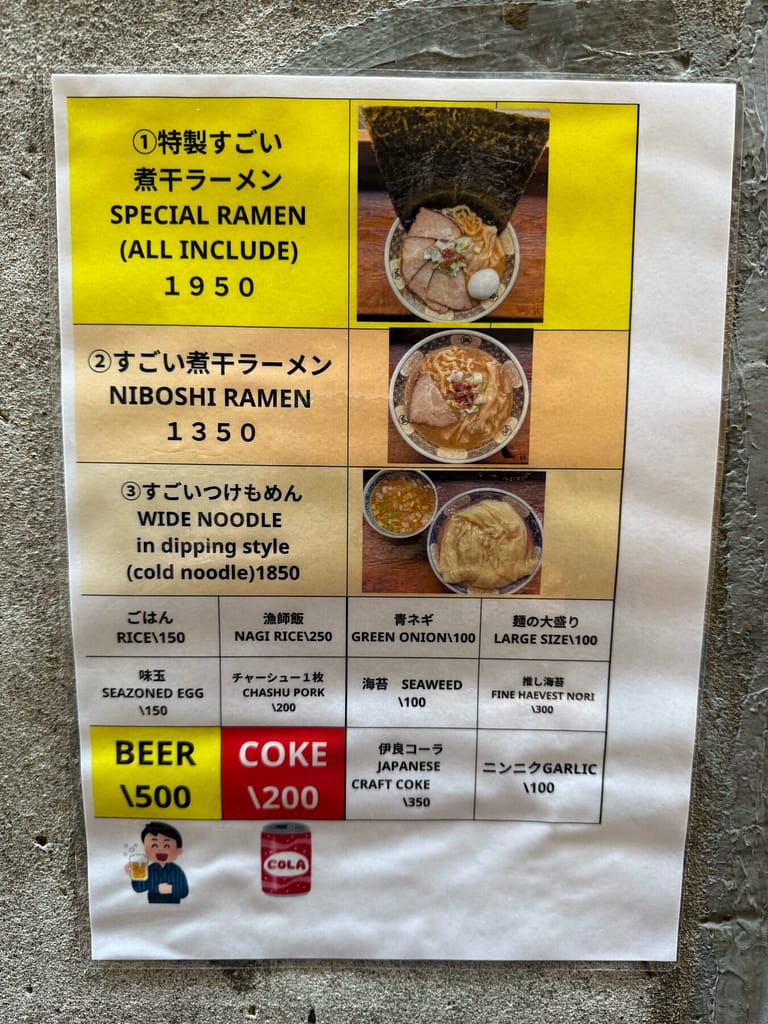 ①特製すごい
煮干ラーメン
SPECIAL RAMEN
(ALL INCLUDE)
１９５０
②すごい煮干ラーメン
NIBOSHI RAMEN
１３５０
③すごいつけもめん
WIDE NOODLE
in dipping style
(cold noodle)1850
ごはん
RICE\150
漁師飯
NAGI RICE\250
青ネギ
GREEN ONION\100
麺の大盛り
LARGE SIZE\100
味玉
SEAZONED EGG
\150
チャーシュー１枚
CHASHU PORK
\200
海苔　SEAWEED
\100
推し海苔
FINE HAEVEST NORI
\300
BEER
\500
COKE
\200
伊良コーラ
JAPANESE
CRAFT COKE
\350
ニンニクGARLIC
\100
COLA